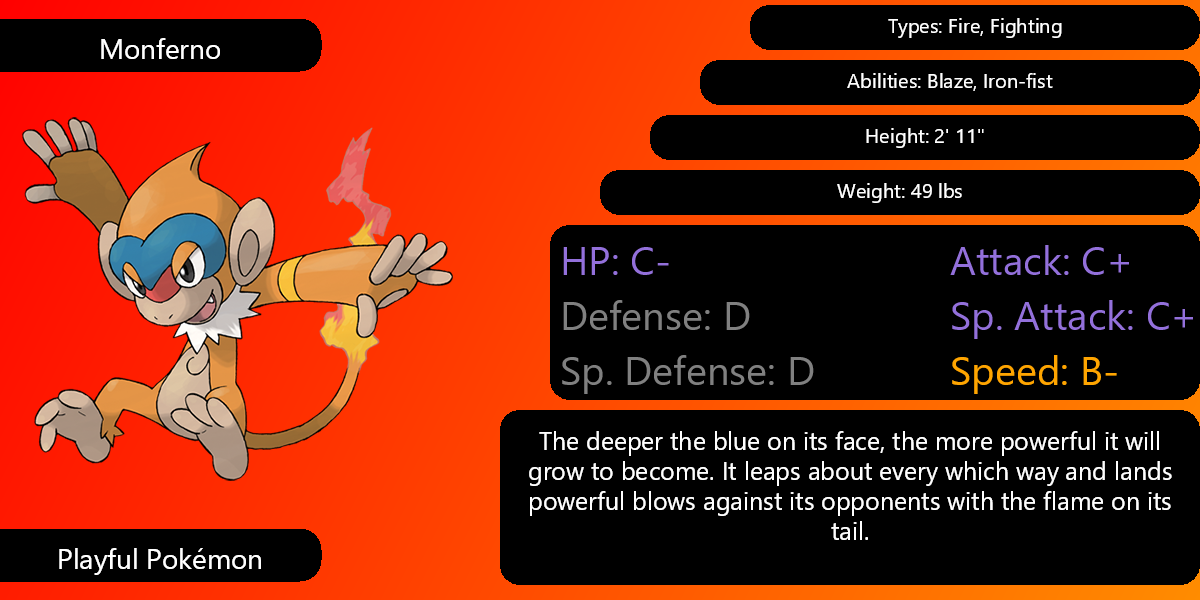 Monferno
Types: Fire, Fighting
Abilities: Blaze, Iron-fist
Height: 2' 11"
Weight: 49 lbs
HP: C-
Attack: C+
Defense: D
Sp. Attack: C+
Sp. Defense: D
Speed: B-
The deeper the blue on its face, the more powerful it will
grow to become. It leaps about every which way and lands
powerful blows against its opponents with the flame on its
tail.
Playful Pokémon